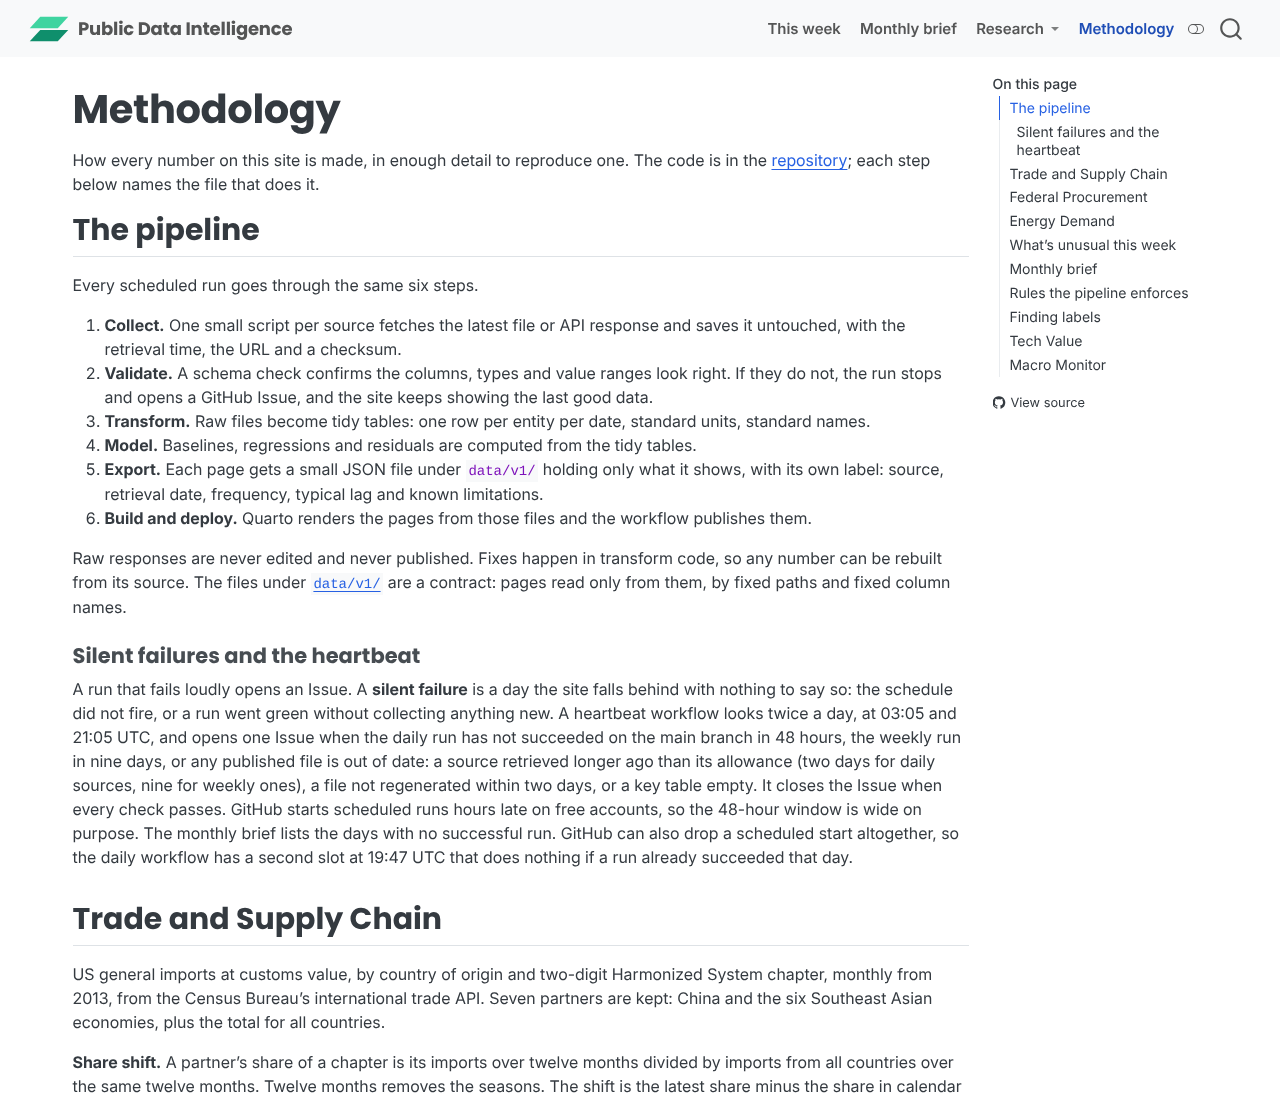 Public Data Intelligence
This week
Monthly brief
Research
Methodology
Methodology
How every number on this site is made, in enough detail to reproduce one. The code is in the repository; each step
below names the file that does it.
The pipeline
Every scheduled run goes through the same six steps.
1. Collect. One small script per source fetches the latest file or API response and saves it untouched, with the
retrieval time, the URL and a checksum.
2. Validate. A schema check confirms the columns, types and value ranges look right. If they do not, the run stops
and opens a GitHub Issue, and the site keeps showing the last good data.
3. Transform. Raw files become tidy tables: one row per entity per date, standard units, standard names.
4. Model. Baselines, regressions and residuals are computed from the tidy tables.
5. Export. Each page gets a small JSON file under data/v1/ holding only what it shows, with its own label: source,
retrieval date, frequency, typical lag and known limitations.
6. Build and deploy. Quarto renders the pages from those files and the workflow publishes them.
Raw responses are never edited and never published. Fixes happen in transform code, so any number can be rebuilt
from its source. The files under data/v1/ are a contract: pages read only from them, by fixed paths and fixed column
names.
Silent failures and the heartbeat
A run that fails loudly opens an Issue. A silent failure is a day the site falls behind with nothing to say so: the schedule
did not fire, or a run went green without collecting anything new. A heartbeat workflow looks twice a day, at 03:05 and
21:05 UTC, and opens one Issue when the daily run has not succeeded on the main branch in 48 hours, the weekly run
in nine days, or any published file is out of date: a source retrieved longer ago than its allowance (two days for daily
sources, nine for weekly ones), a file not regenerated within two days, or a key table empty. It closes the Issue when
every check passes. GitHub starts scheduled runs hours late on free accounts, so the 48-hour window is wide on
purpose. The monthly brief lists the days with no successful run. GitHub can also drop a scheduled start altogether, so
the daily workflow has a second slot at 19:47 UTC that does nothing if a run already succeeded that day.
Trade and Supply Chain
US general imports at customs value, by country of origin and two-digit Harmonized System chapter, monthly from
2013, from the Census Bureau’s international trade API. Seven partners are kept: China and the six Southeast Asian
economies, plus the total for all countries.
Share shift. A partner’s share of a chapter is its imports over twelve months divided by imports from all countries over
the same twelve months. Twelve months removes the seasons. The shift is the latest share minus the share in calendar
On this page
The pipeline
Silent failures and the
heartbeat
Trade and Supply Chain
Federal Procurement
Energy Demand
What’s unusual this week
Monthly brief
Rules the pipeline enforces
Finding labels
Tech Value
Macro Monitor
View source